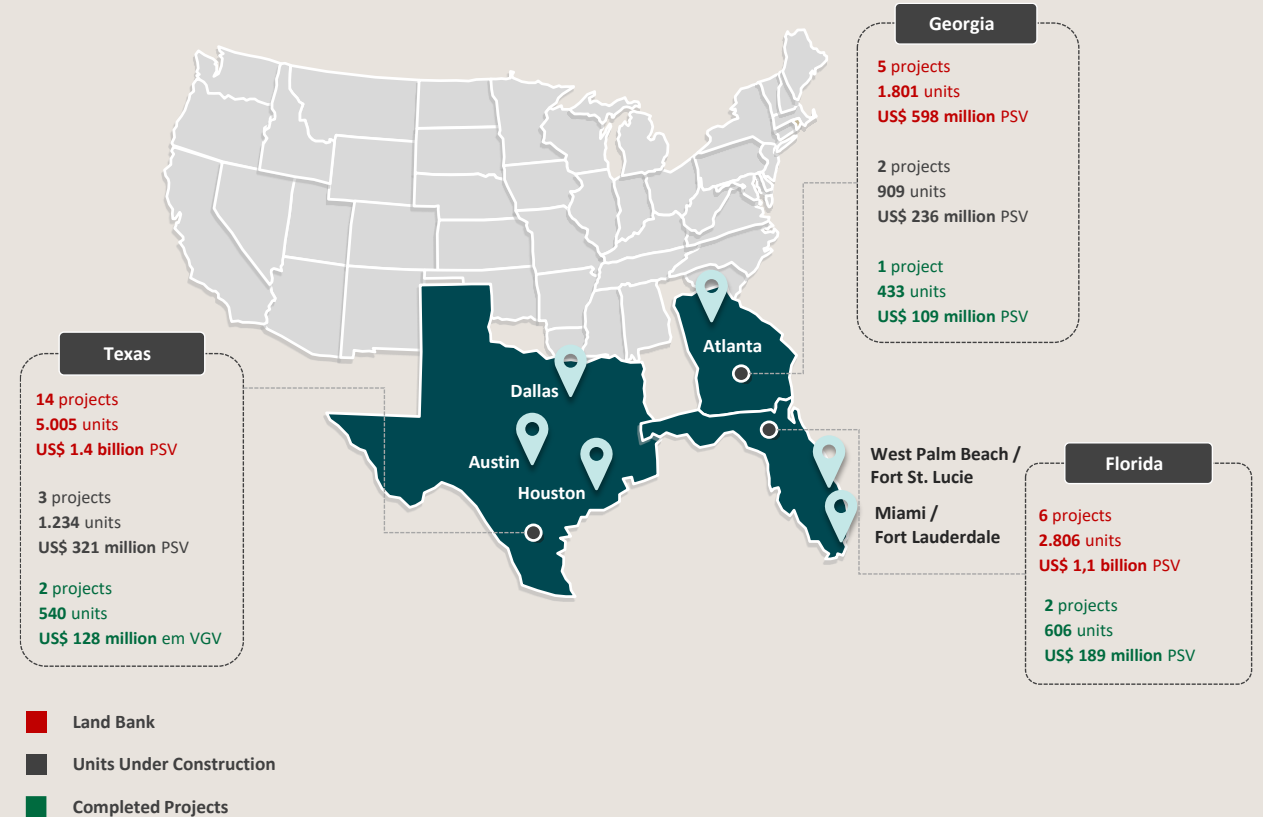 Georgia
5 projects
1.801 units
US$ 598 million PSV
2 projects
909 units
US$ 236 million PSV
1 project
433 units
US$ 109 million PSV
Texas
14 projects
5.005 units
US$ 1.4 billion PSV
3 projects
1.234 units
US$ 321 million PSV
2 projects
540 units
US$ 128 million em VGV
Atlanta
Dallas
Austin
Houston
West Palm Beach /
Fort St. Lucie
Miami /
Fort Lauderdale
Florida
6 projects
2.806 units
US$ 1,1 billion PSV
2 projects
606 units
US$ 189 million PSV
Land Bank
Units Under Construction
Completed Projects